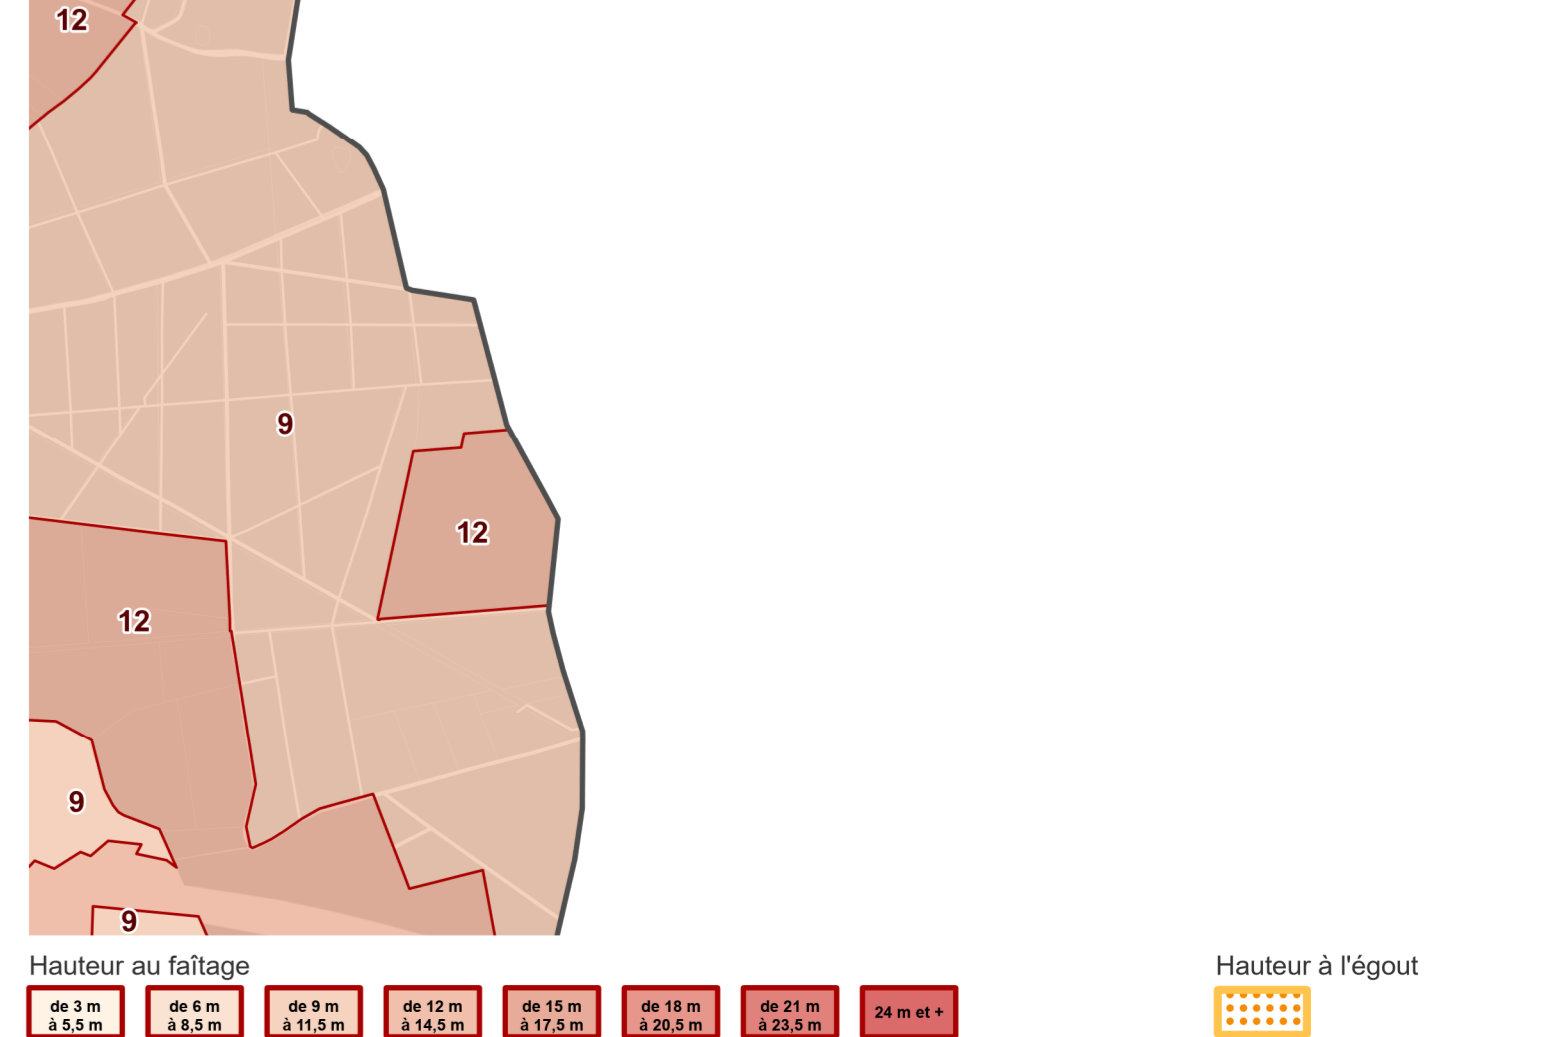 12
9
12
12
9
9
Hauteur au faîtage
Hauteur à l'égout
de 3 m
à 5,5 m
de 6 m
à 8,5 m
de 9 m
à 11,5 m
de 12 m
à 14,5 m
de 15 m
à 17,5 m
de 18 m
à 20,5 m
de 21 m
à 23,5 m
24 m et +